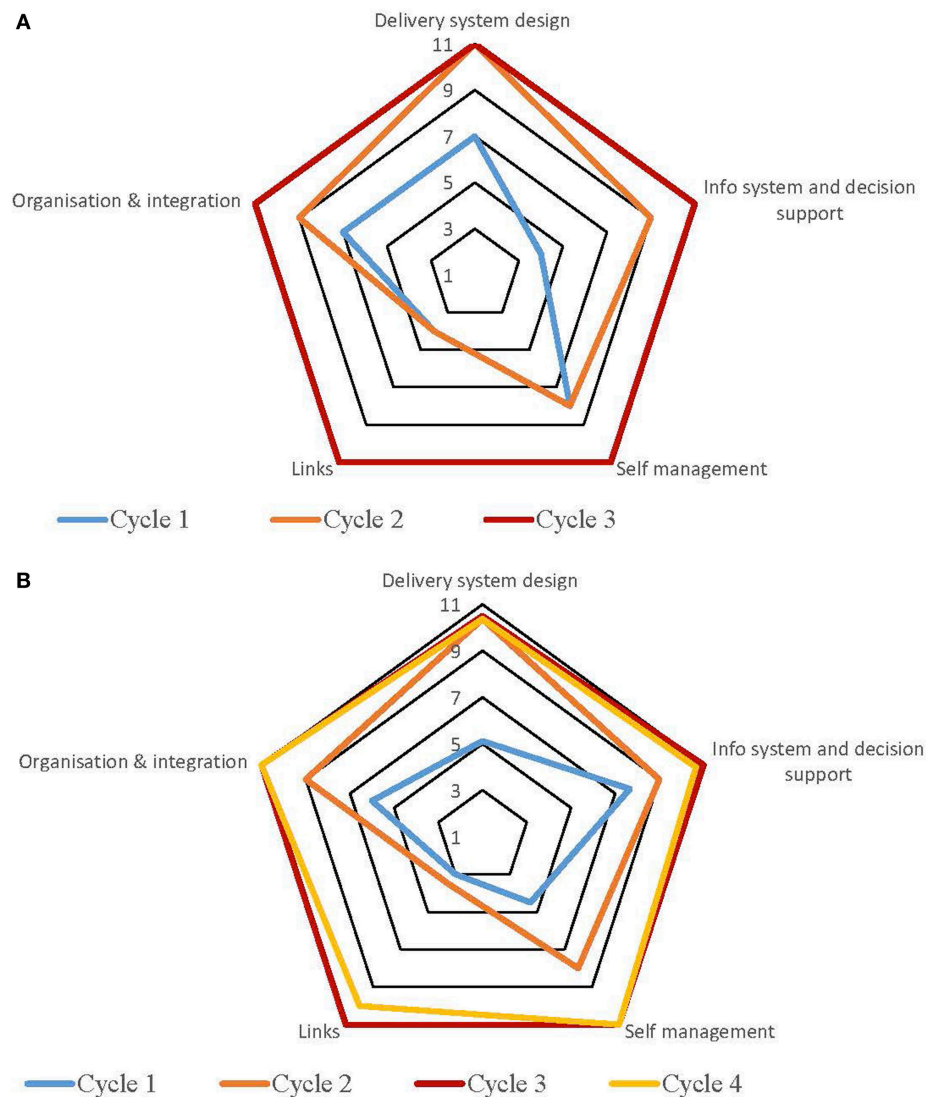 A
Delivery system design
11
9
7
5
3
1
Organisation & integration
Info system and decision
support
Links
Self management
Cycle 1
Cycle 2
Cycle 3
B
Delivery system design
11
9
7
5
3
1
Organisation & integration
Info system and decision
support
Links
Self management
Cycle 1
Cycle 2
Cycle 3
Cycle 4